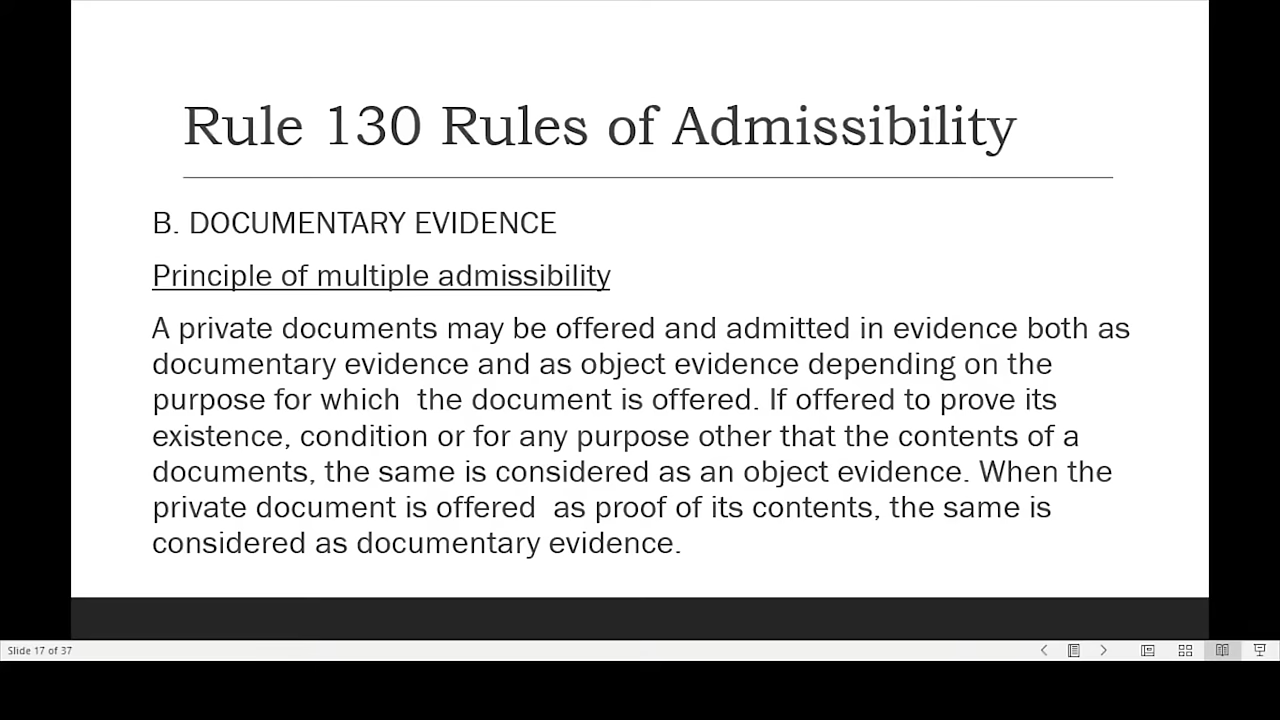 Rule 130 Rules of Admissibility
B. DOCUMENTARY EVIDENCE
Principle of multiple admissibility
A private documents may be offered and admitted in evidence both as
documentary evidence and as object evidence depending on the
purpose for which  the document is offered. If offered to prove its
existence, condition or for any purpose other that the contents of a
documents, the same is considered as an object evidence. When the
private document is offered  as proof of its contents, the same is
considered as documentary evidence.
Slide 17 of 37